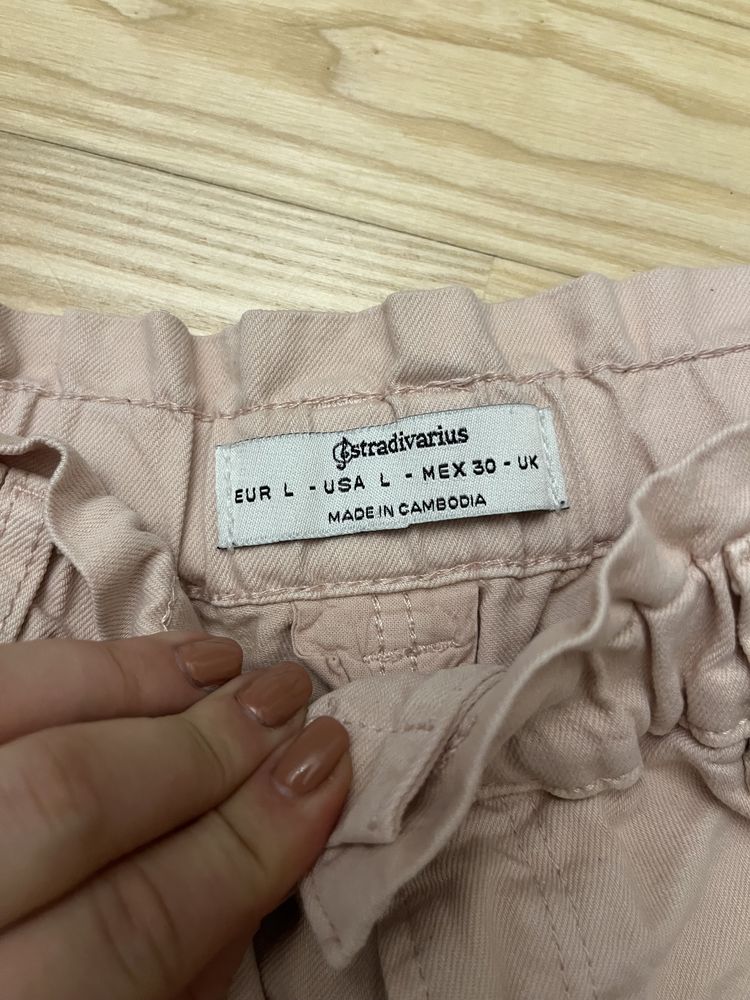 stradivarius
EUR L - USA L - MEX 30 - UK
MADE IN CAMBODIA